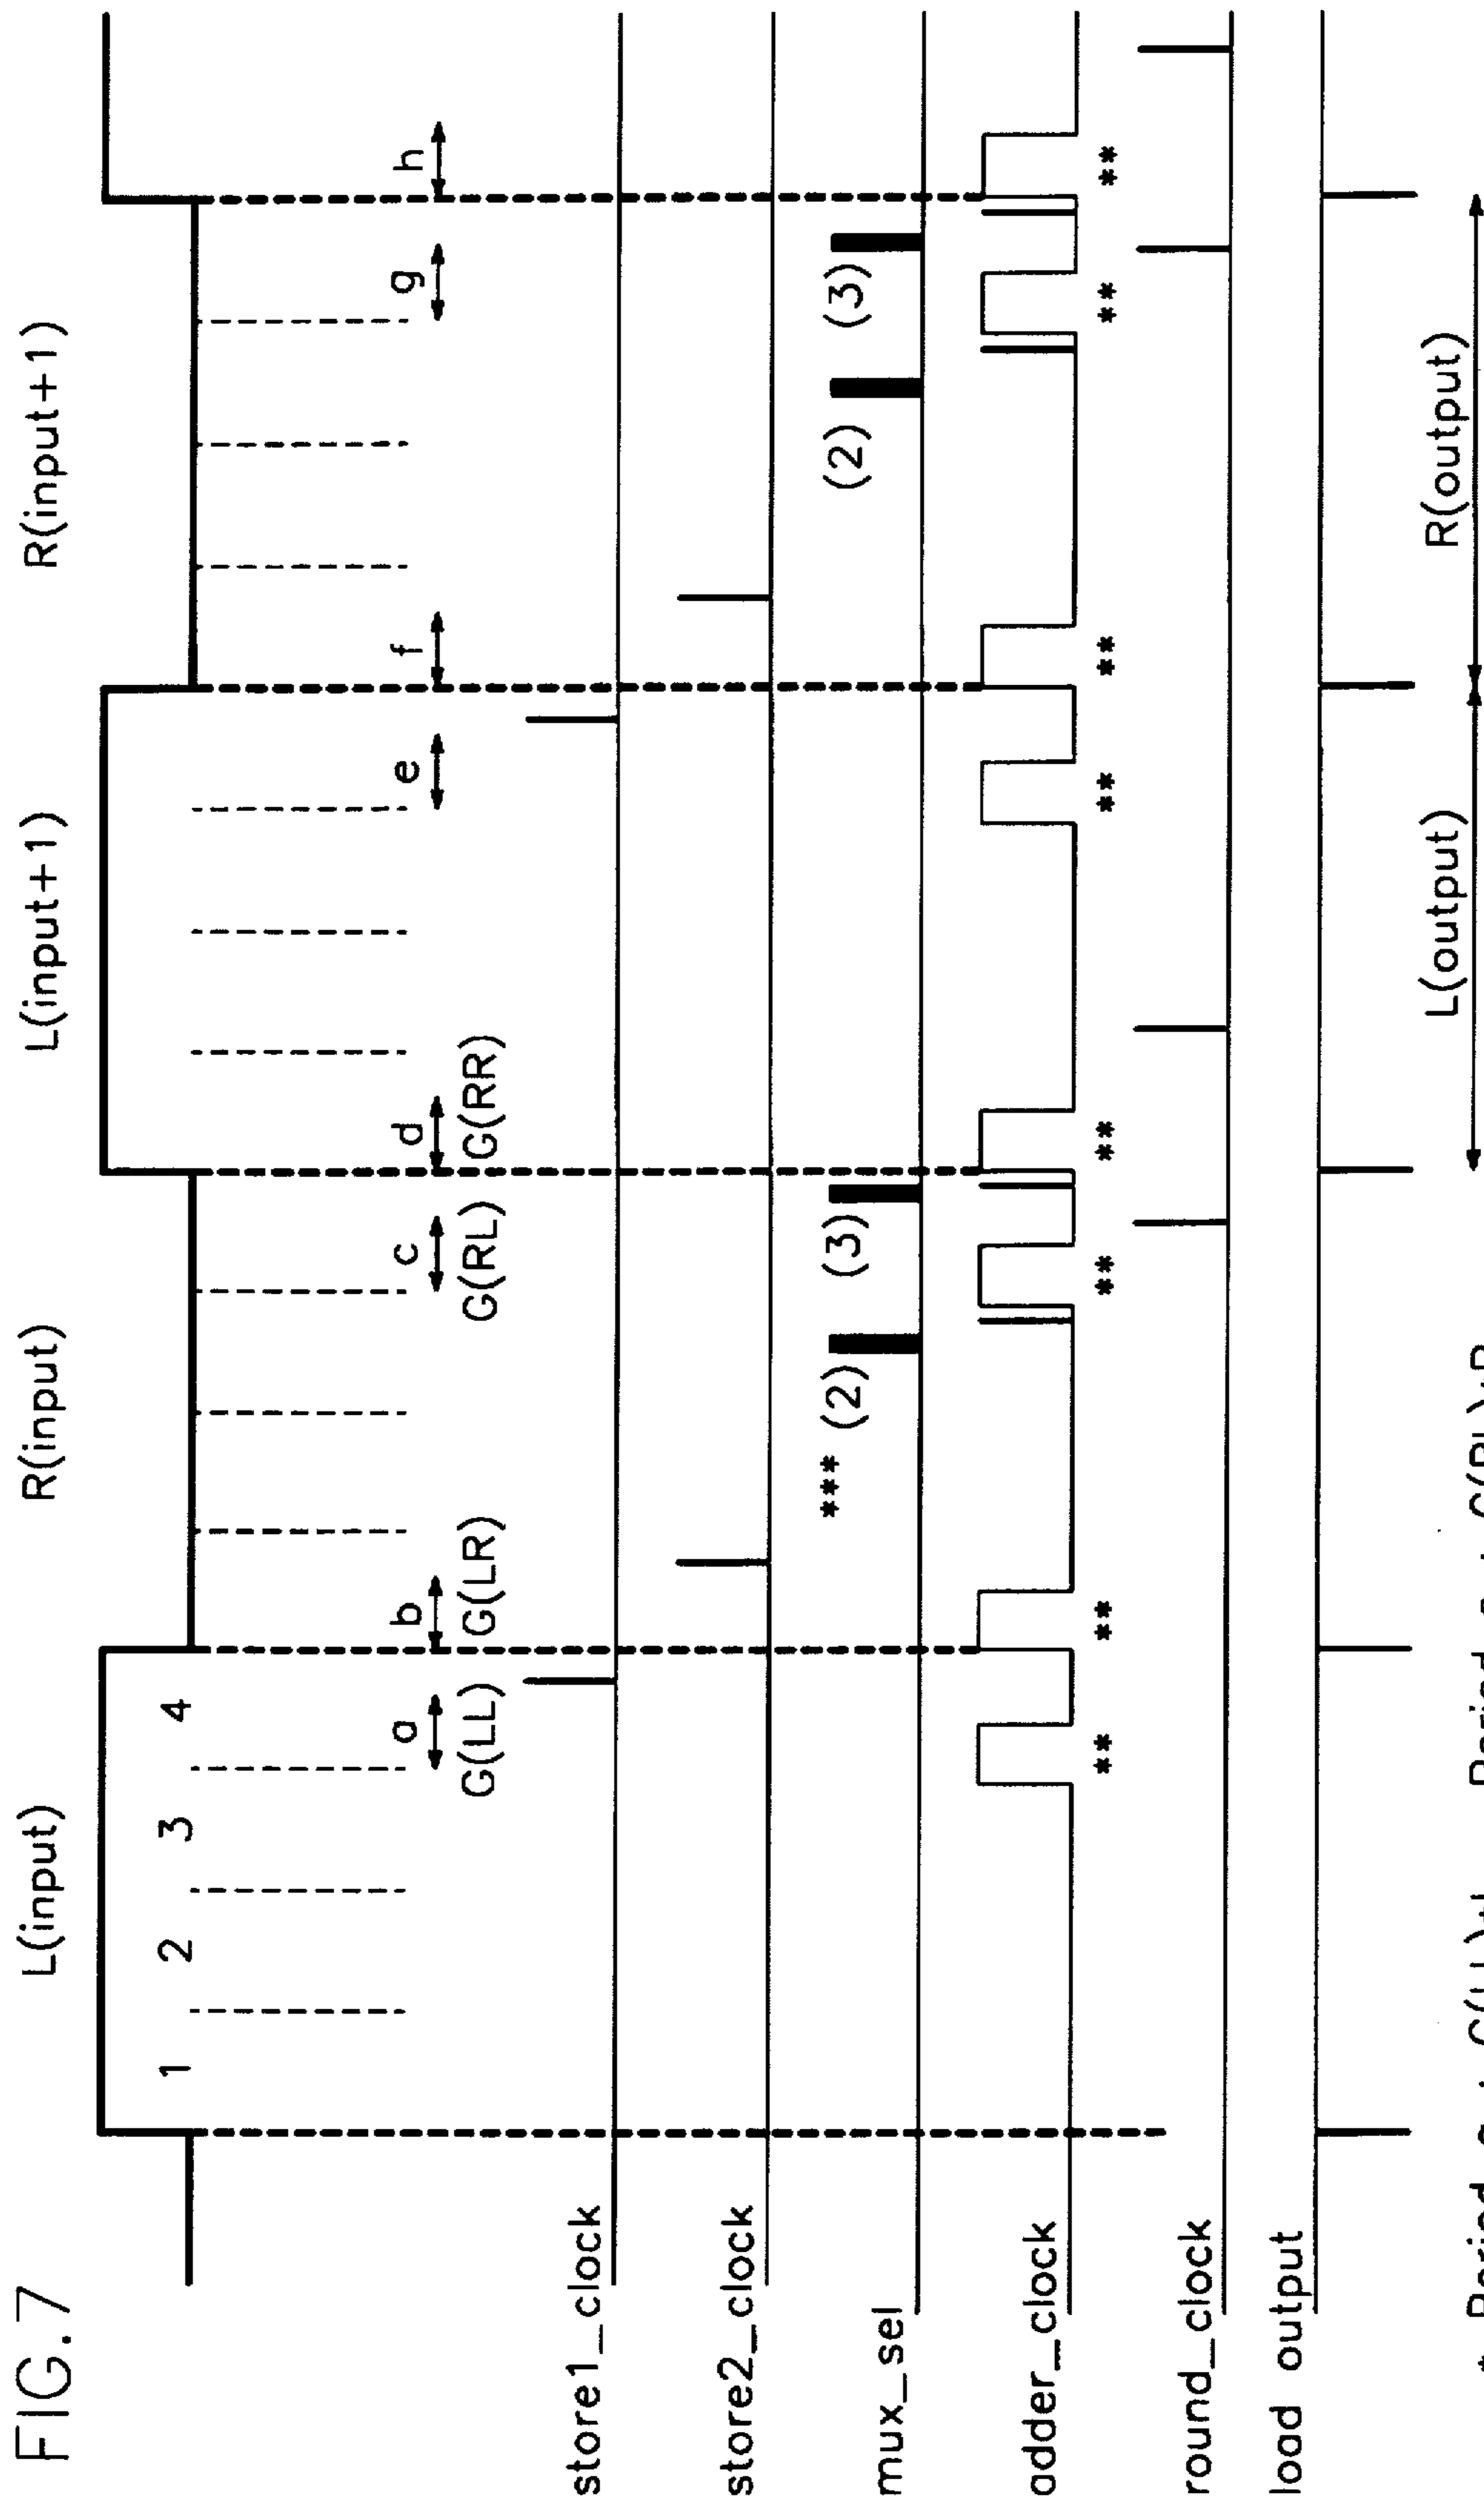 FIG.7
L(input) R(input) L(input+1) R(input+1)
1 2 3 4
a b c d e f g h
G(LL) G(LR) G(RL) G(RR)
store1_clock
store2_clock
mux_sel
*** (2) (3) (2) (3)
adder_clock
** ** ** ** ** ** ** **
round_clock
load output
L(output) R(output)